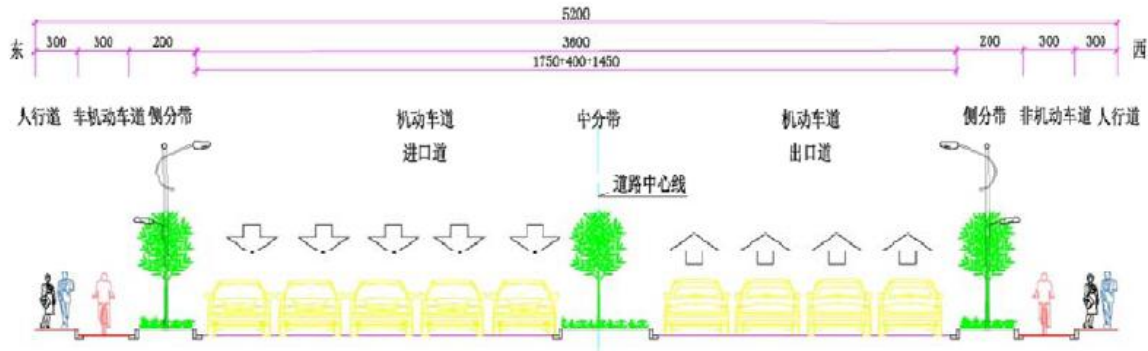 5200
东 300 300 200 3600 200 300 300 西
1750+400+1450
人行道 非机动车道 侧分带 机动车道 中分带 机动车道 侧分带 非机动车道 人行道
进口道 出口道
道路中心线